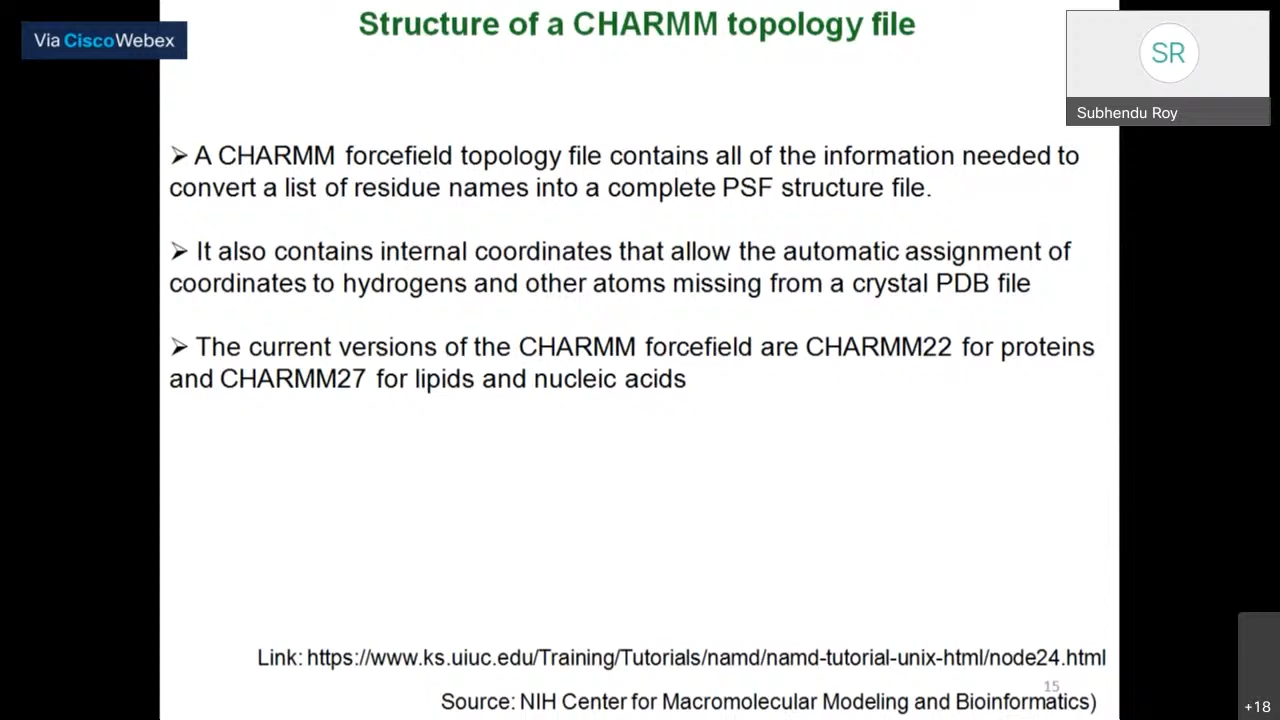 Structure of a CHARMM topology file
Via CiscoWebex
SR
Subhendu Roy
➢ A CHARMM forcefield topology file contains all of the information needed to
convert a list of residue names into a complete PSF structure file.
➢ It also contains internal coordinates that allow the automatic assignment of
coordinates to hydrogens and other atoms missing from a crystal PDB file
➢ The current versions of the CHARMM forcefield are CHARMM22 for proteins
and CHARMM27 for lipids and nucleic acids
Link: https://www.ks.uiuc.edu/Training/Tutorials/namd/namd-tutorial-unix-html/node24.html
15
Source: NIH Center for Macromolecular Modeling and Bioinformatics)
+18